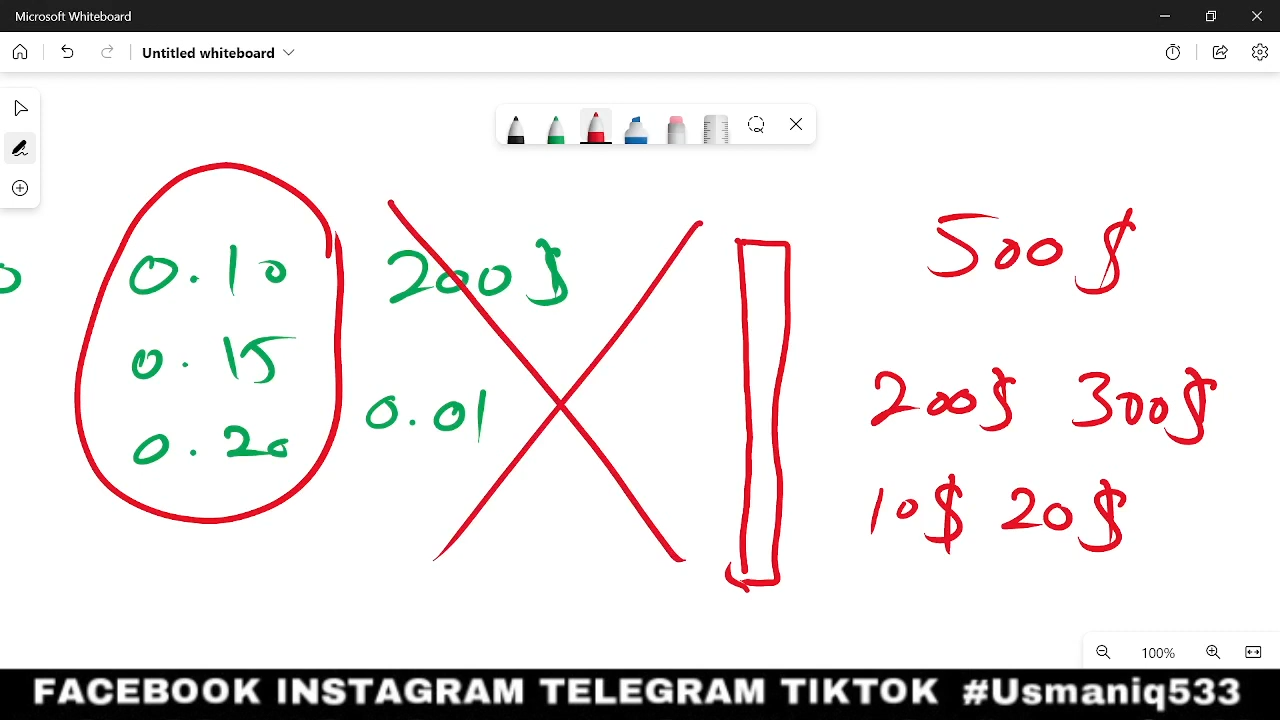 Microsoft Whiteboard
Untitled whiteboard
0 0.10 200$ 500$
0.15
200$ 300$
0.01
0.20
10$ 20$
100%
FACEBOOK INSTAGRAM TELEGRAM TIKTOK #Usmaniq533